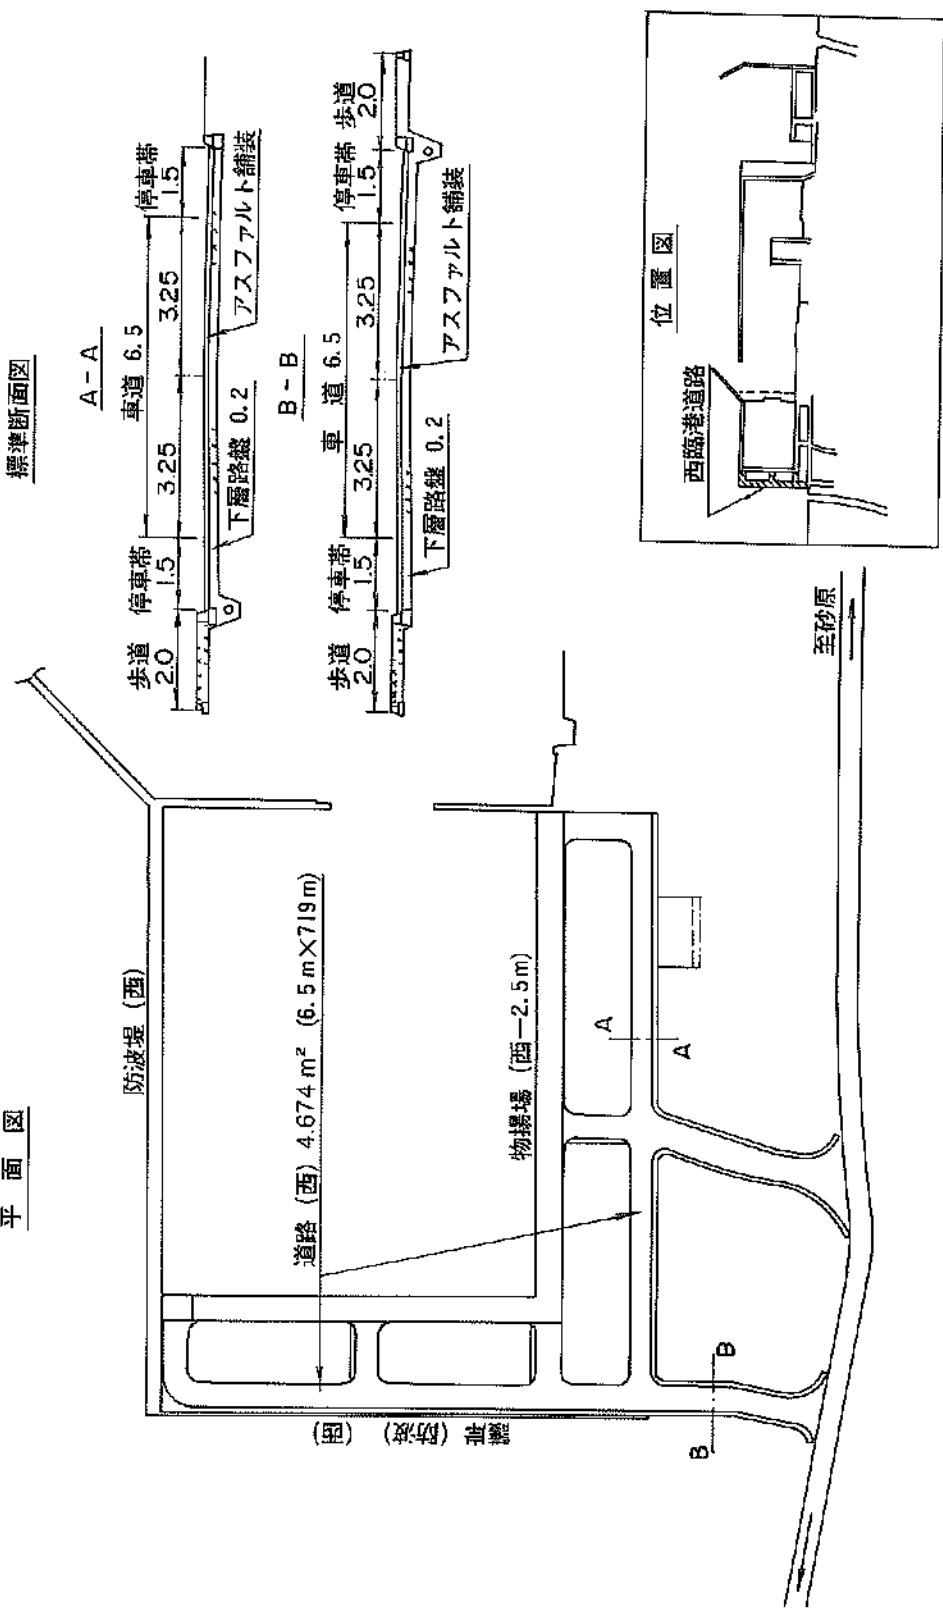 平面図
防波堤 (西)
道路 (西) 4.674m² (6.5m×719m)
物揚場 (西-2.5m)
護岸 (防波) (西)
A
A
B
B
至砂原
標準断面図
A-A
歩道 停車帯 車道 6.5 停車帯
2.0 1.5 3.25 3.25 1.5
下層路盤 0.2
アスファルト舗装
B-B
歩道 停車帯 車道 6.5 停車帯 歩道
2.0 1.5 3.25 3.25 1.5 2.0
下層路盤 0.2
アスファルト舗装
位置図
西臨港道路